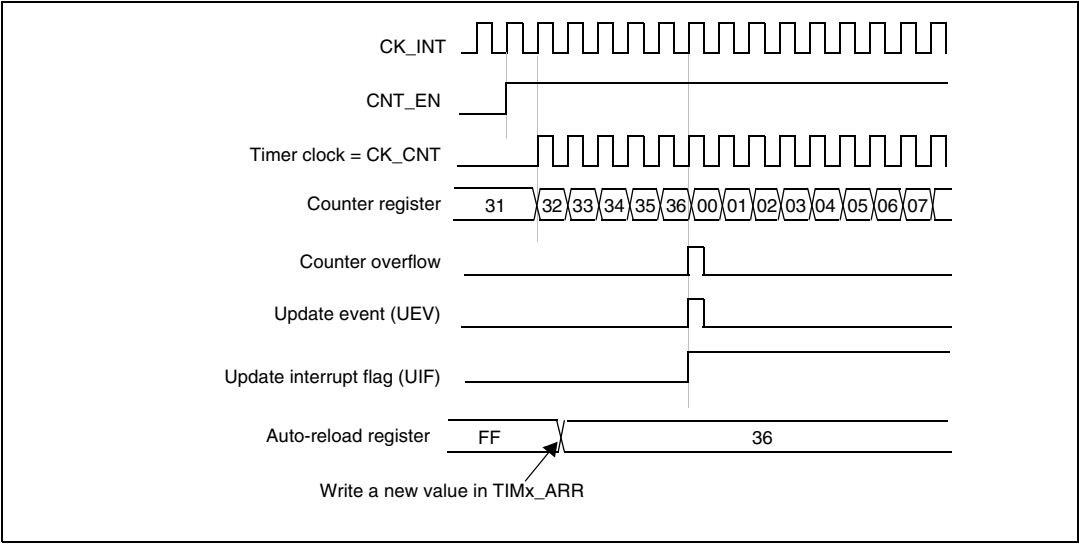 CK_INT
CNT_EN
Timer clock = CK_CNT
Counter register 31 32 33 34 35 36 00 01 02 03 04 05 06 07
Counter overflow
Update event (UEV)
Update interrupt flag (UIF)
Auto-reload register FF 36
Write a new value in TIMx_ARR